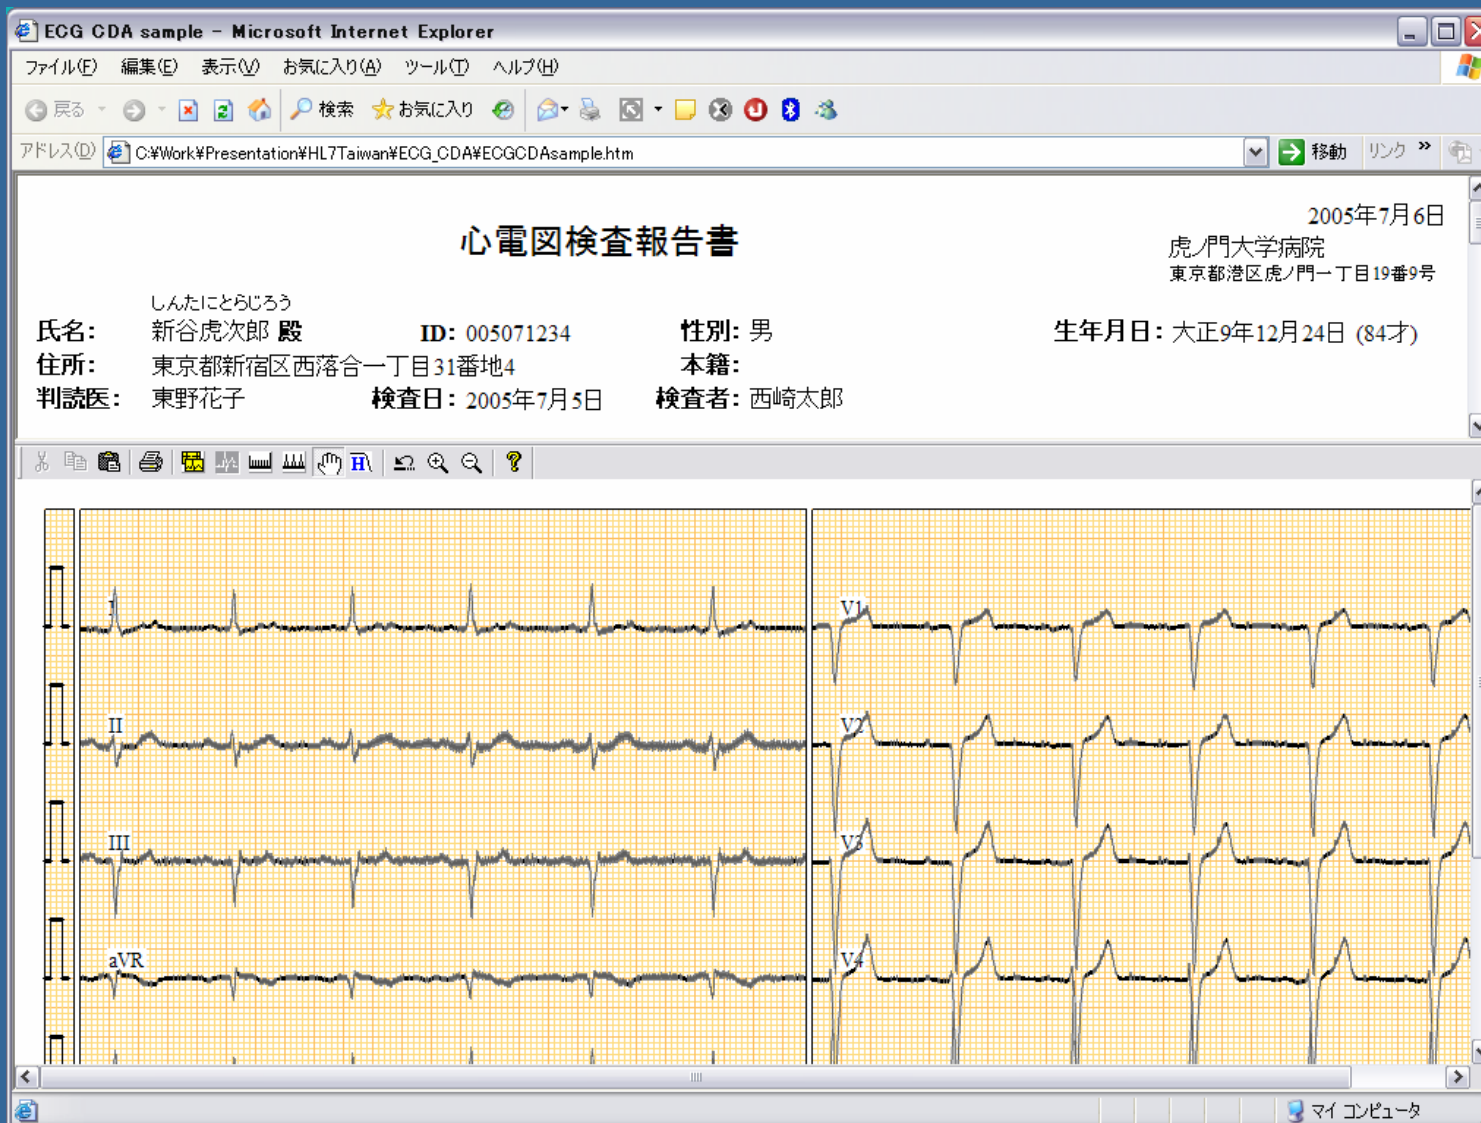 ECG CDA sample - Microsoft Internet Explorer
ファイル(F) 編集(E) 表示(V) お気に入り(A) ツール(T) ヘルプ(H)
戻る 検索 お気に入り
アドレス(D) C:¥Work¥Presentation¥HL7Taiwan¥ECG_CDA¥ECGCDAsample.htm 移動 リンク »
2005年7月6日
心電図検査報告書
虎ノ門大学病院
東京都港区虎ノ門一丁目19番9号
しんたにとらじろう
氏名： 新谷虎次郎 殿 ID: 005071234 性別： 男 生年月日： 大正9年12月24日 (84才)
住所： 東京都新宿区西落合一丁目31番地4 本籍：
判読医： 東野花子 検査日： 2005年7月5日 検査者： 西崎太郎
H
I
V1
II
V2
III
V3
aVR
V4
マイ コンピュータ